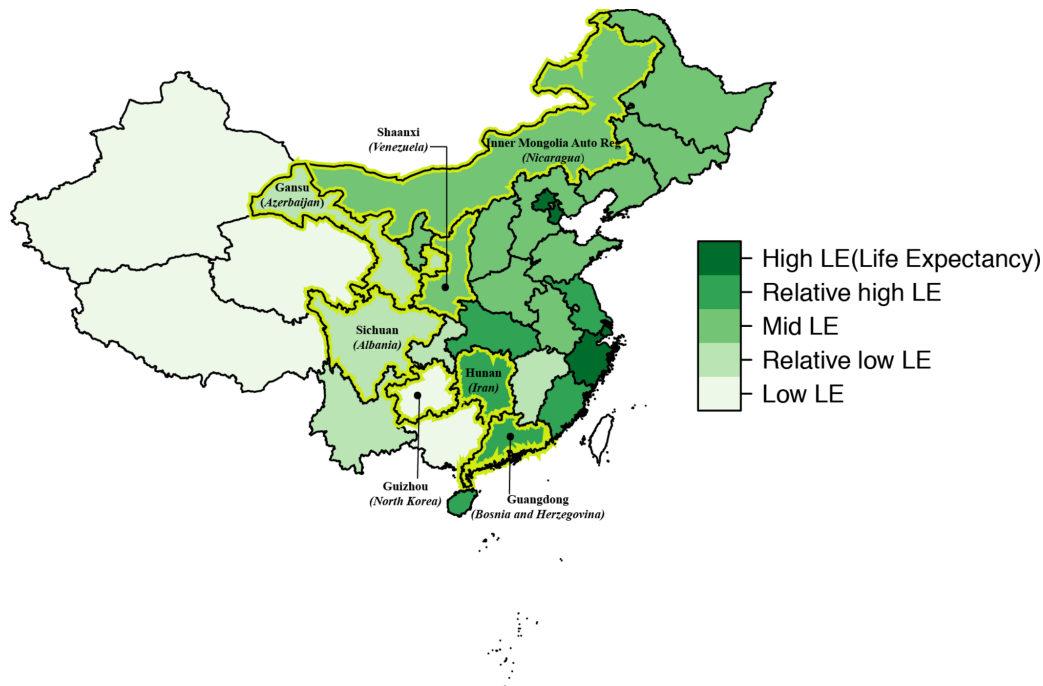 Shaanxi
(Venezuela)
Inner Mongolia Auto Reg
(Nicaragua)
Gansu
(Azerbaijan)
High LE(Life Expectancy)
Relative high LE
Mid LE
Relative low LE
Low LE
Sichuan
(Albania)
Hunan
(Iran)
Guizhou
(North Korea)
Guangdong
(Bosnia and Herzegovina)